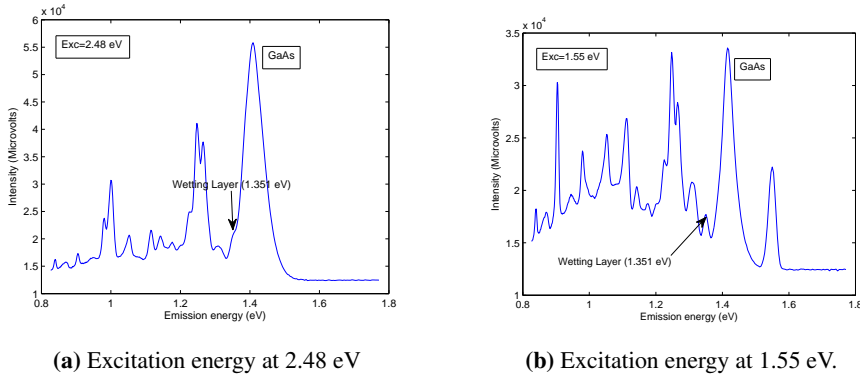 x 10⁴
Exc=2.48 eV
GaAs
Wetting Layer (1.351 eV)
Intensity (Microvolts)
5.5
5
4.5
4
3.5
3
2.5
2
1.5
1
0.8
1
1.2
1.4
1.6
1.8
Emission energy (eV)
(a) Excitation energy at 2.48 eV
x 10⁴
Exc=1.55 eV
GaAs
Wetting Layer (1.351 eV)
Intensity (Microvolts)
3.5
3
2.5
2
1.5
1
0.8
1
1.2
1.4
1.6
1.8
Emission energy (eV)
(b) Excitation energy at 1.55 eV.